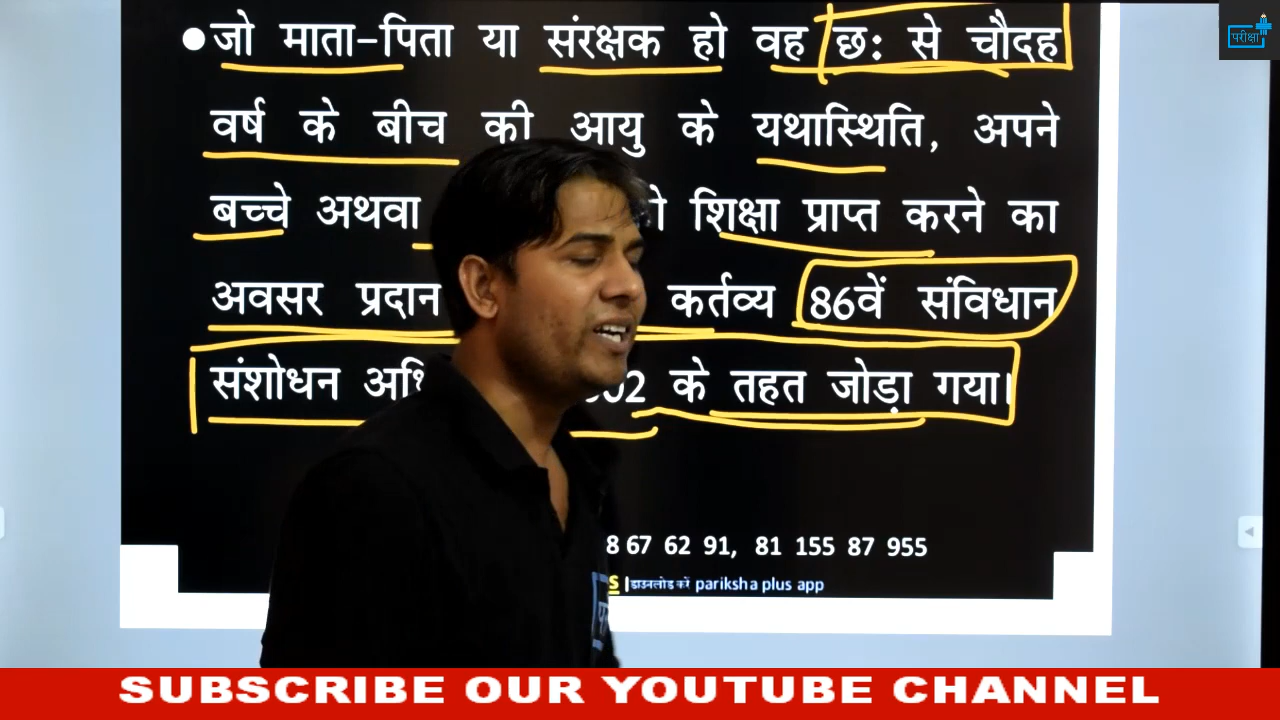 जो माता-पिता या संरक्षक हो वह छः से चौदह
वर्ष के बीच की आयु के यथास्थिति, अपने
बच्चे अथवा शिक्षा प्राप्त करने का
अवसर प्रदान कर्तव्य 86वें संविधान
संशोधन के तहत जोड़ा गया।
8 67 62 91, 81 155 87 955
डाउनलोड करें pariksha plus app
परीक्षा
SUBSCRIBE OUR YOUTUBE CHANNEL